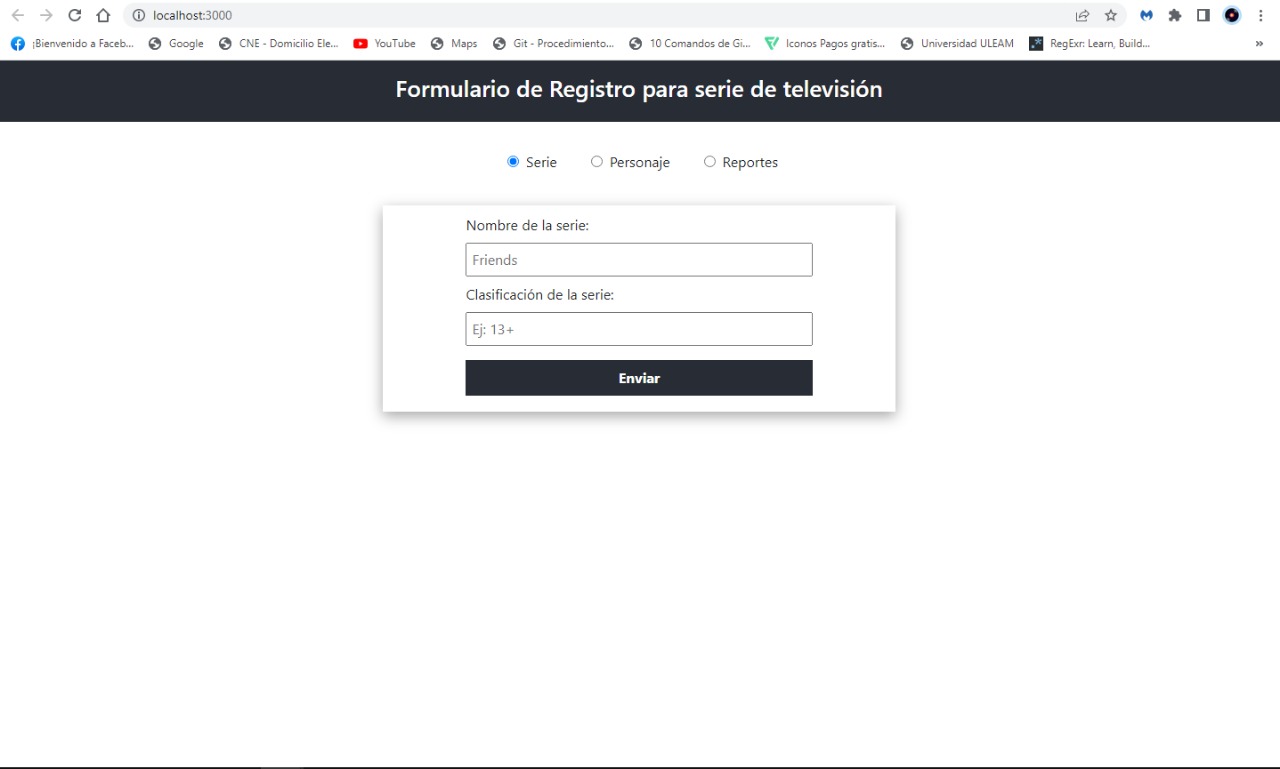 localhost:3000
¡Bienvenido a Faceb... Google CNE - Domicilio Ele... YouTube Maps Git - Procedimiento... 10 Comandos de Gi... Iconos Pagos gratis... Universidad ULEAM RegExr: Learn, Build... »
Formulario de Registro para serie de televisión
Serie Personaje Reportes
Nombre de la serie:
Friends
Clasificación de la serie:
Ej: 13+
Enviar